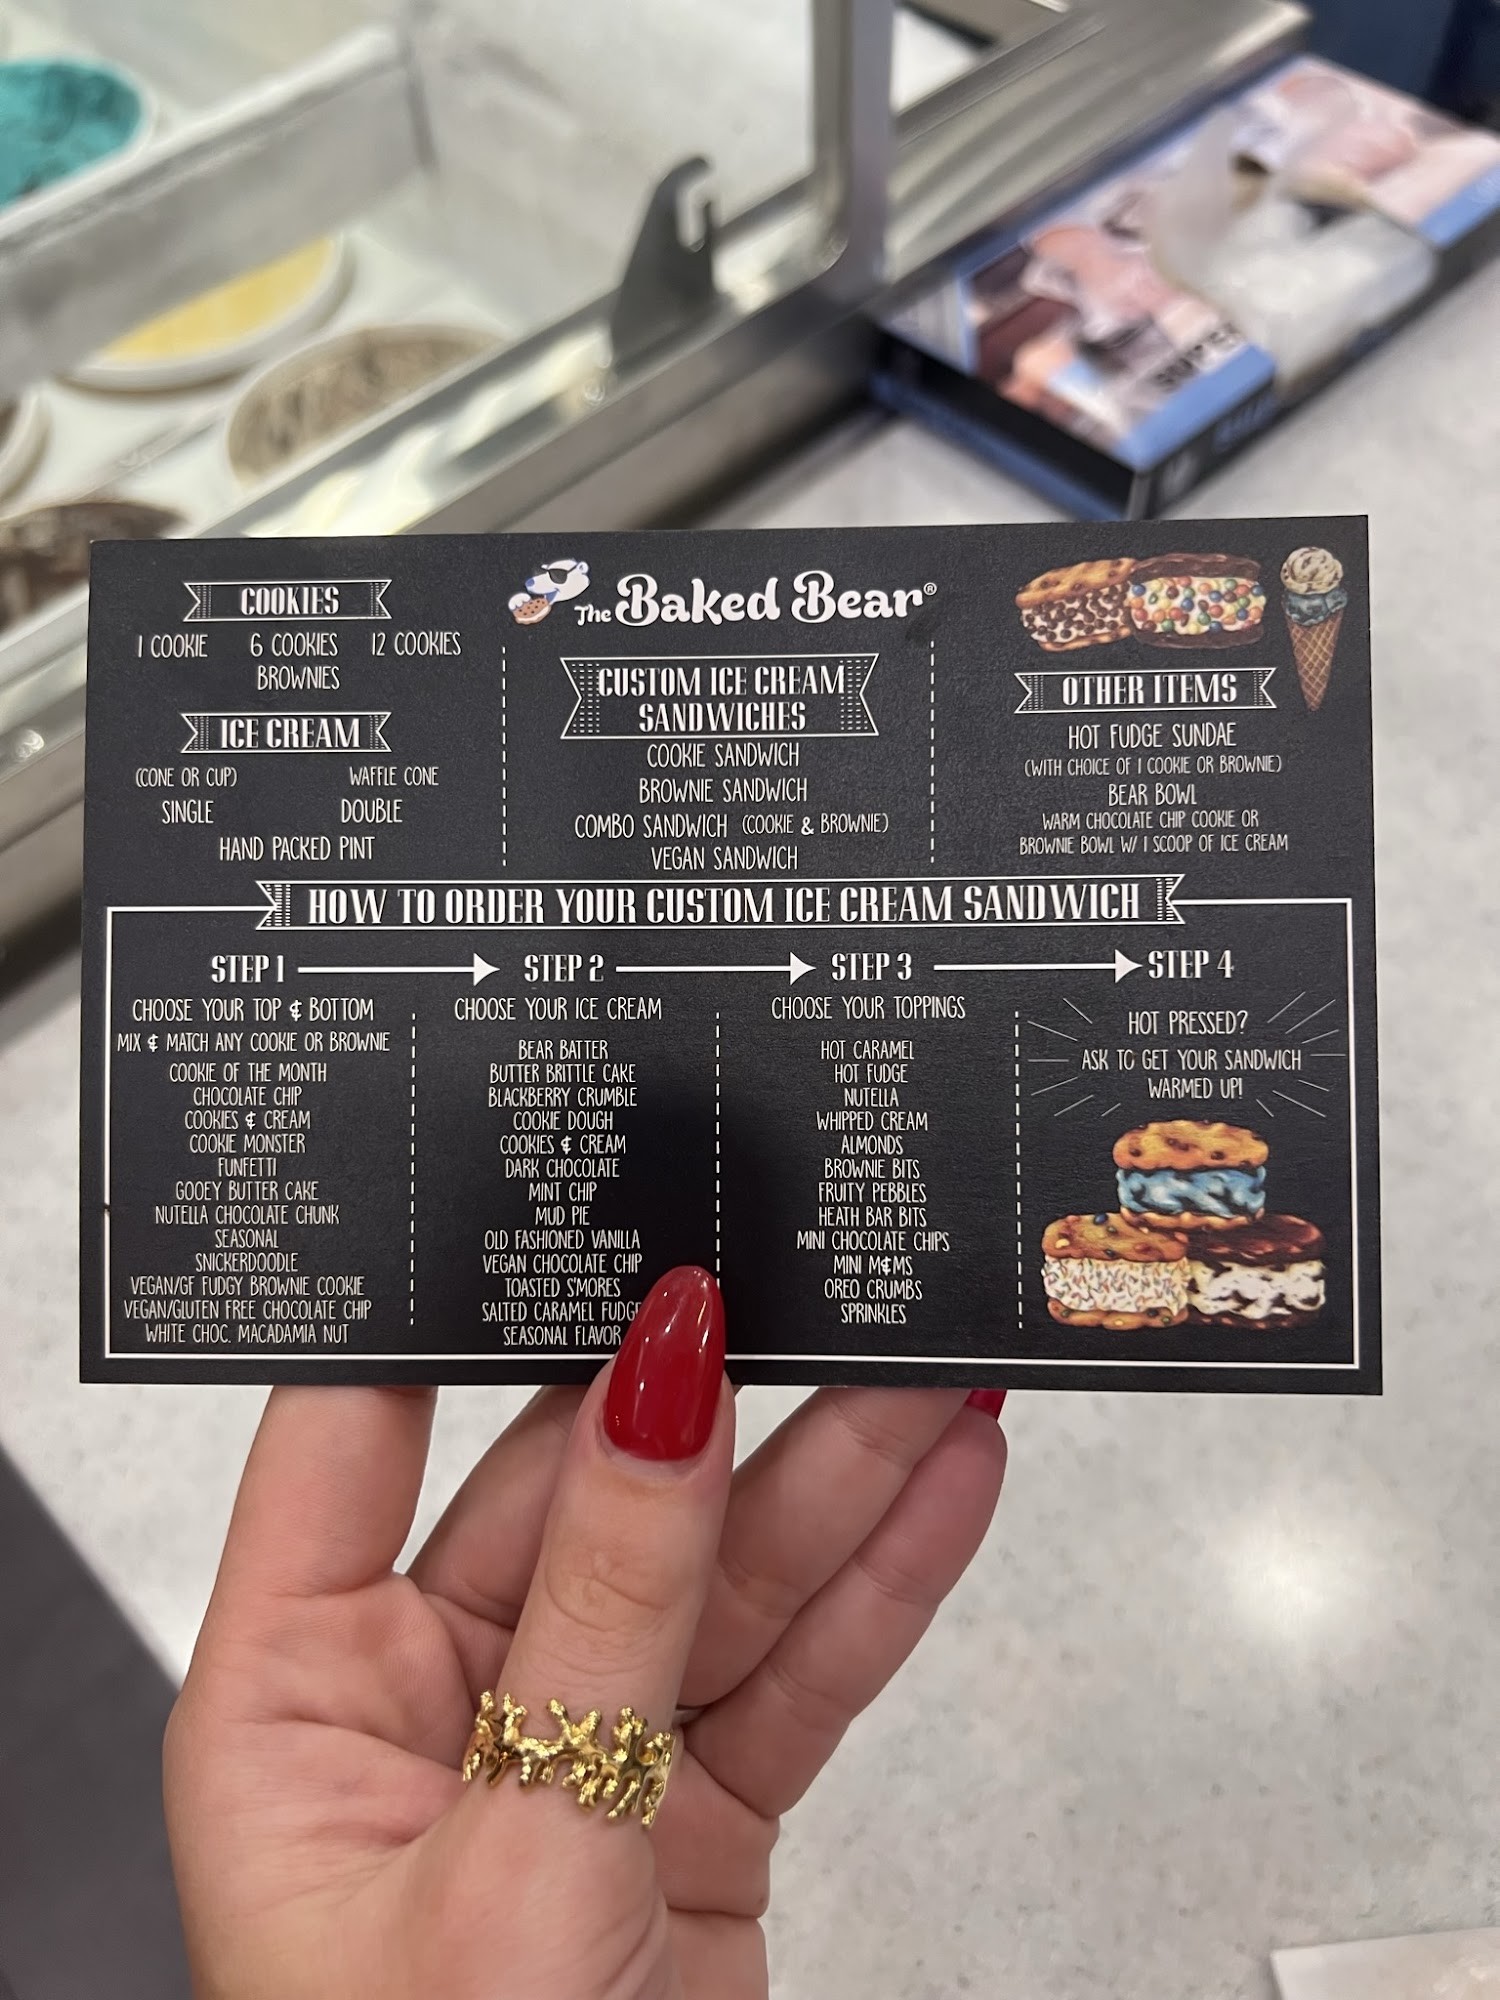 The Baked Bear®
COOKIES
1 COOKIE 6 COOKIES 12 COOKIES
BROWNIES
ICE CREAM
(CONE OR CUP) WAFFLE CONE
SINGLE DOUBLE
HAND PACKED PINT
CUSTOM ICE CREAM
SANDWICHES
COOKIE SANDWICH
BROWNIE SANDWICH
COMBO SANDWICH (COOKIE & BROWNIE)
VEGAN SANDWICH
OTHER ITEMS
HOT FUDGE SUNDAE
(WITH CHOICE OF 1 COOKIE OR BROWNIE)
BEAR BOWL
WARM CHOCOLATE CHIP COOKIE OR
BROWNIE BOWL W/ 1 SCOOP OF ICE CREAM
HOW TO ORDER YOUR CUSTOM ICE CREAM SANDWICH
STEP 1
CHOOSE YOUR TOP & BOTTOM
MIX & MATCH ANY COOKIE OR BROWNIE
COOKIE OF THE MONTH
CHOCOLATE CHIP
COOKIES & CREAM
COOKIE MONSTER
FUNFETTI
GOOEY BUTTER CAKE
NUTELLA CHOCOLATE CHUNK
SEASONAL
SNICKERDOODLE
VEGAN/GF FUDGY BROWNIE COOKIE
VEGAN/GLUTEN FREE CHOCOLATE CHIP
WHITE CHOC. MACADAMIA NUT
STEP 2
CHOOSE YOUR ICE CREAM
BEAR BATTER
BUTTER BRITTLE CAKE
BLACKBERRY CRUMBLE
COOKIE DOUGH
COOKIES & CREAM
DARK CHOCOLATE
MINT CHIP
MUD PIE
OLD FASHIONED VANILLA
VEGAN CHOCOLATE CHIP
TOASTED S'MORES
SALTED CARAMEL FUDGE
SEASONAL FLAVOR
STEP 3
CHOOSE YOUR TOPPINGS
HOT CARAMEL
HOT FUDGE
NUTELLA
WHIPPED CREAM
ALMONDS
BROWNIE BITS
FRUITY PEBBLES
HEATH BAR BITS
MINI CHOCOLATE CHIPS
MINI M&MS
OREO CRUMBS
SPRINKLES
STEP 4
HOT PRESSED?
ASK TO GET YOUR SANDWICH
WARMED UP!